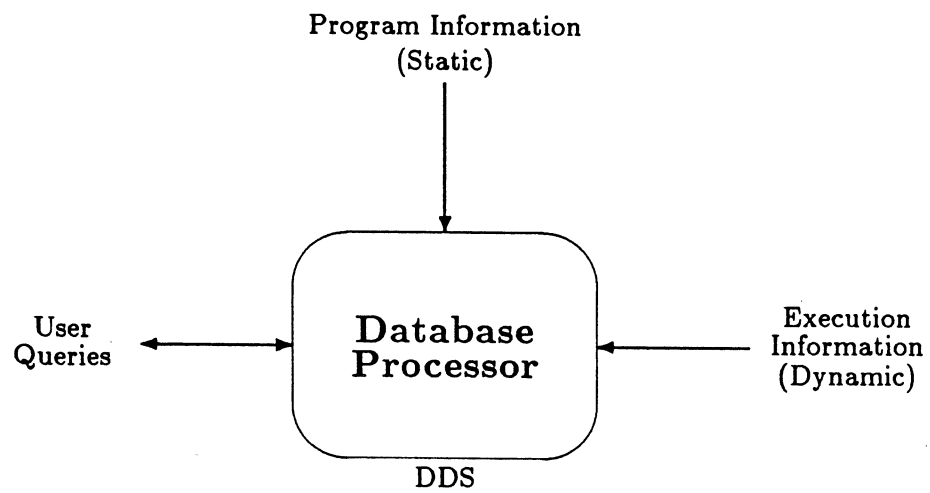 Program Information
(Static)
User
Queries
Database
Processor
Execution
Information
(Dynamic)
DDS